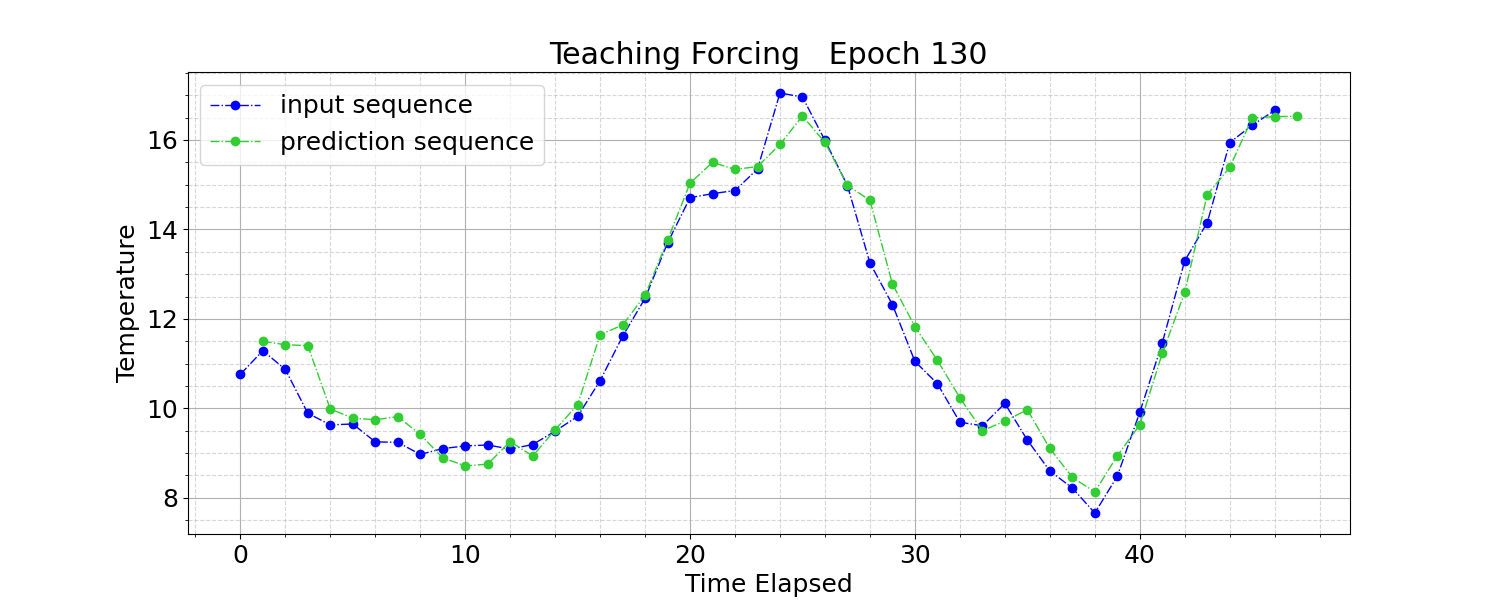 Teaching Forcing   Epoch 130
input sequence
prediction sequence
Temperature
16
14
12
10
8
0 10 20 30 40
Time Elapsed